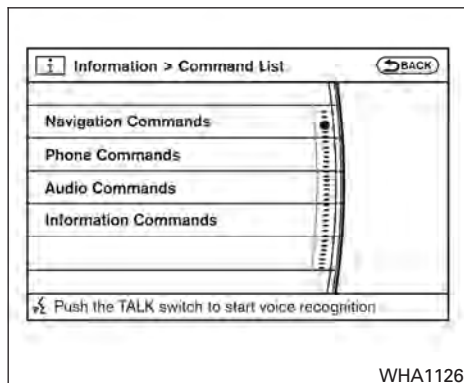 i Information > Command List BACK
Navigation Commands
Phone Commands
Audio Commands
Information Commands
Push the TALK switch to start voice recognition
WHA1126